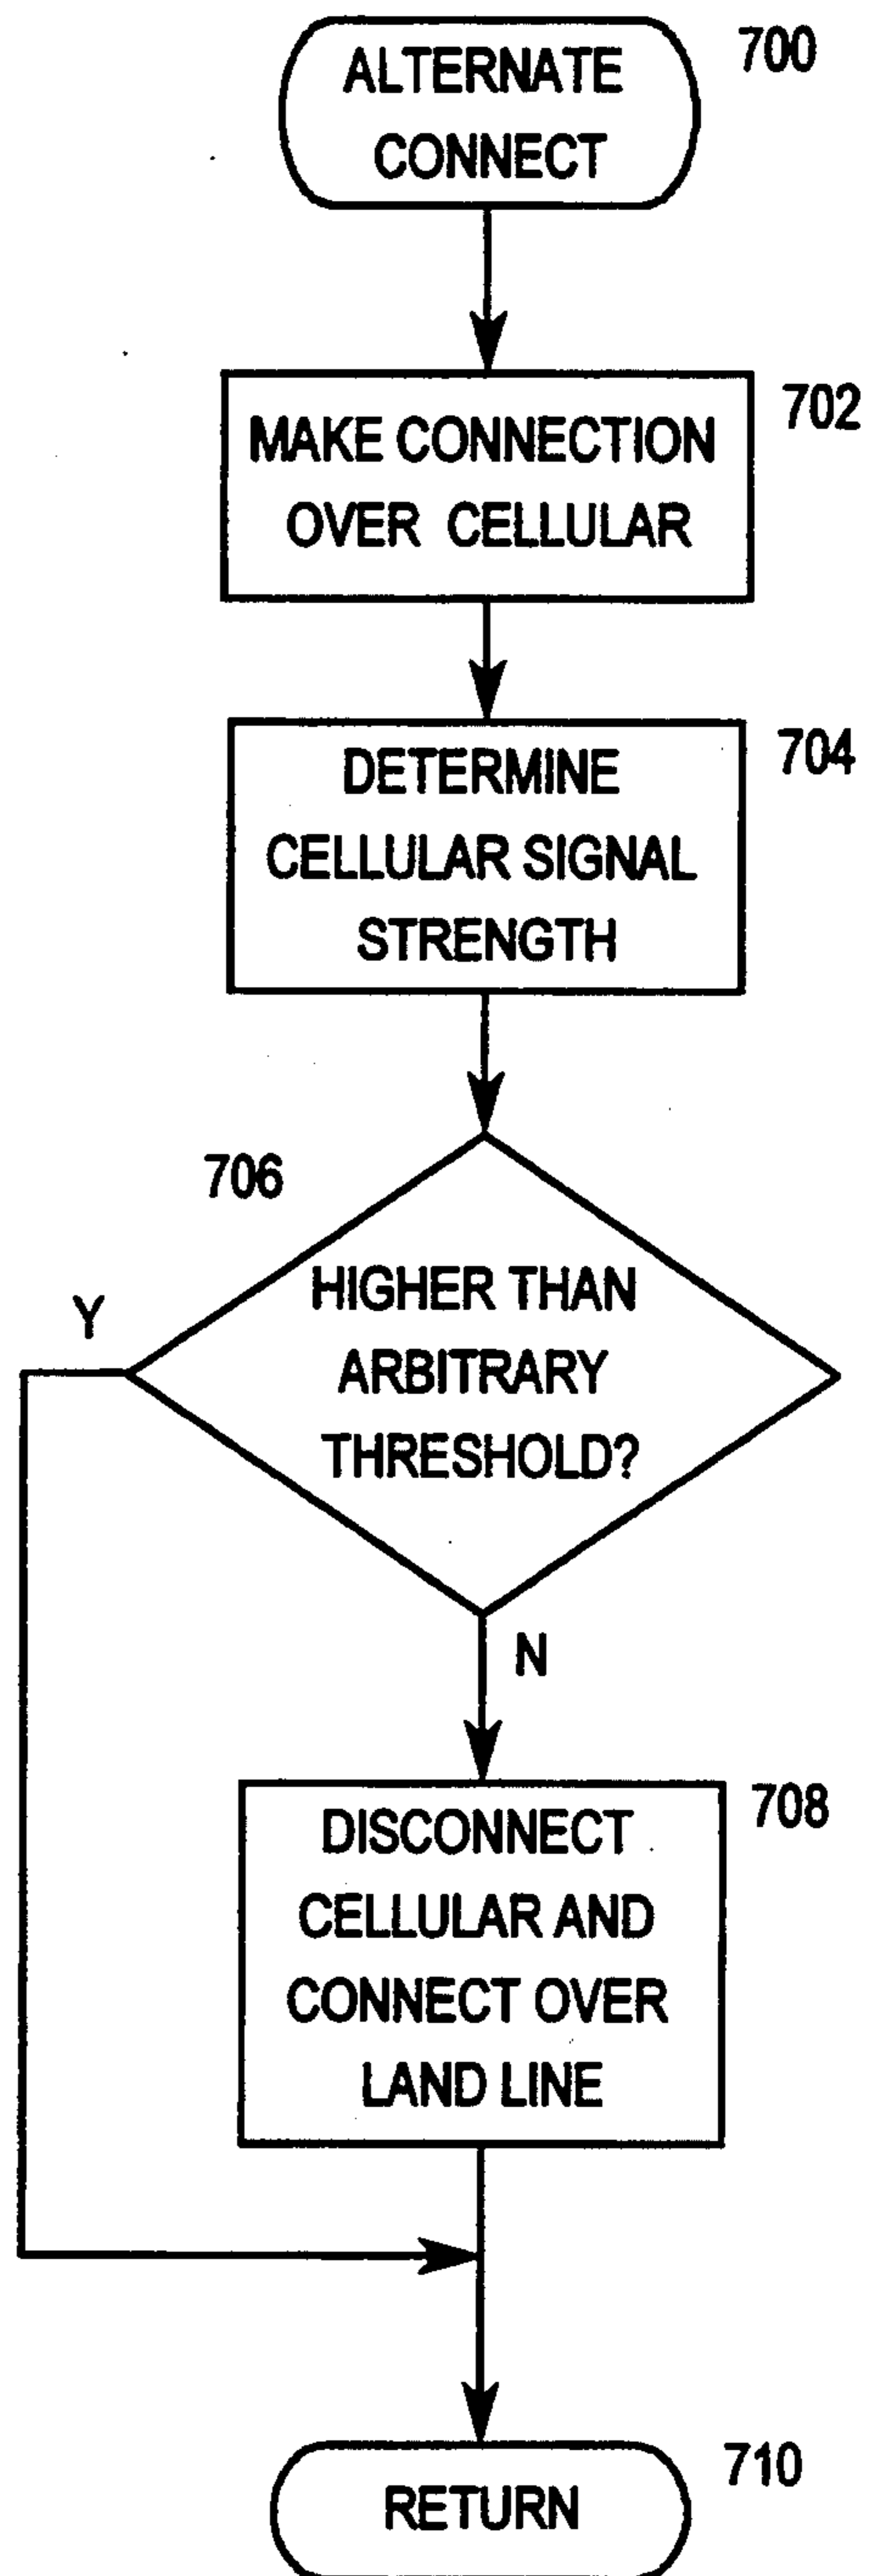 ALTERNATE
CONNECT
700
MAKE CONNECTION
OVER CELLULAR
702
DETERMINE
CELLULAR SIGNAL
STRENGTH
704
706
HIGHER THAN
ARBITRARY
THRESHOLD?
Y
N
DISCONNECT
CELLULAR AND
CONNECT OVER
LAND LINE
708
RETURN
710